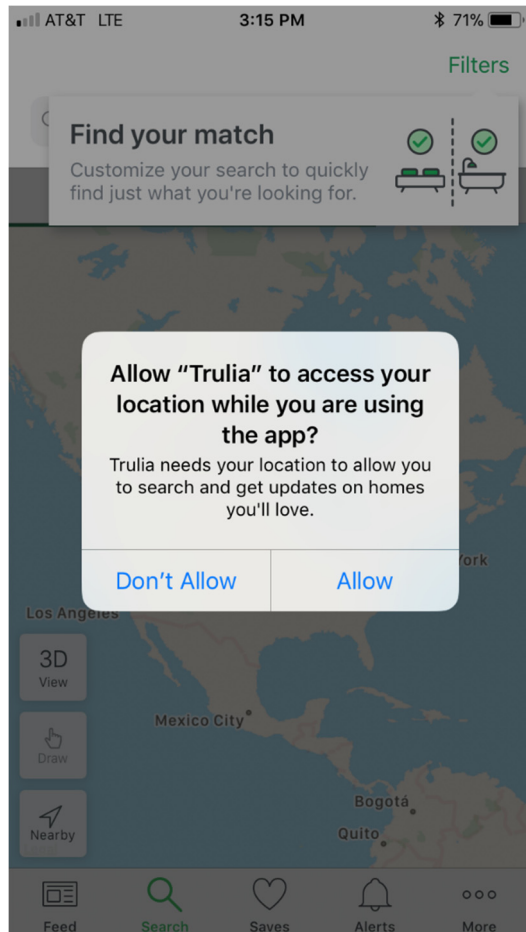 AT&T LTE 3:15 PM 71%
Filters
Find your match
Customize your search to quickly
find just what you're looking for.
Allow “Trulia” to access your
location while you are using
the app?
Trulia needs your location to allow you
to search and get updates on homes
you'll love.
Don't Allow Allow
Los Angeles
3D
View
Mexico City
Draw
Bogotá
Nearby
Quito
Feed Search Saves Alerts More